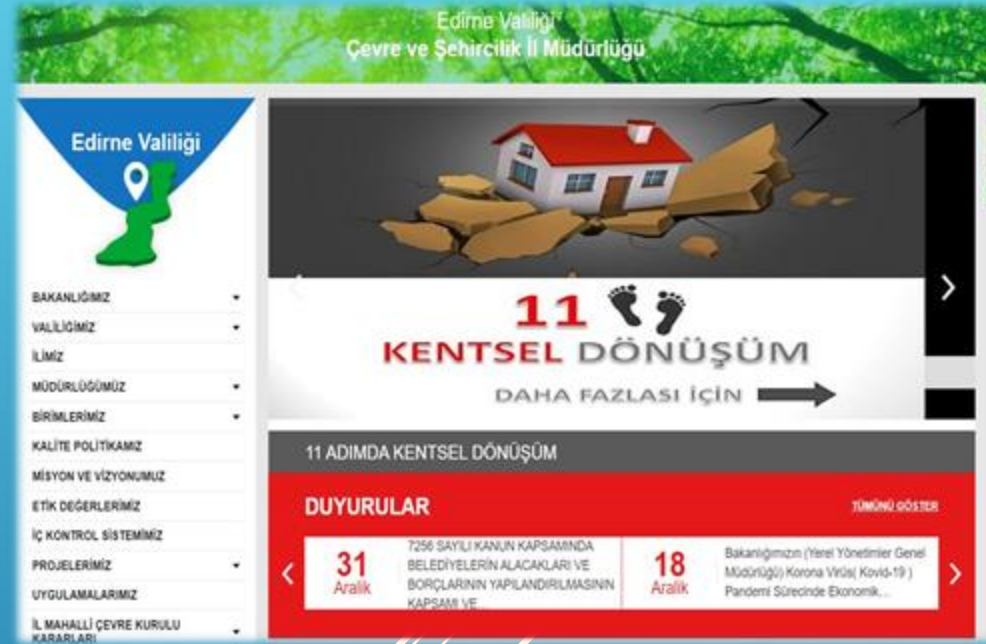 Edirne Valiliği
Çevre ve Şehircilik İl Müdürlüğü
Edirne Valiliği
BAKANLIĞIMIZ
VALİLİĞİMİZ
İLİMİZ
MÜDÜRLÜĞÜMÜZ
BİRİMLERİMİZ
KALİTE POLİTİKAMIZ
MİSYON VE VİZYONUMUZ
ETİK DEĞERLERİMİZ
İÇ KONTROL SİSTEMİMİZ
PROJELERİMİZ
UYGULAMALARIMIZ
İL MAHALLİ ÇEVRE KURULU
KARARLARI
11
KENTSEL DÖNÜŞÜM
DAHA FAZLASI İÇİN
11 ADIMDA KENTSEL DÖNÜŞÜM
DUYURULAR
TÜMÜNÜ GÖSTER
31
Aralik
7256 SAYILI KANUN KAPSAMINDA
BELEDİYELERİN ALACAKLARI VE
BORÇLARININ YAPILANDIRILMASININ
KAPSAMI VE...
18
Aralik
Bakanlığımızın (Yerel Yönetimler Genel
Müdürlüğü) Korona Virüs( Kovid-19 )
Pandemi Sürecinde Ekonomik...